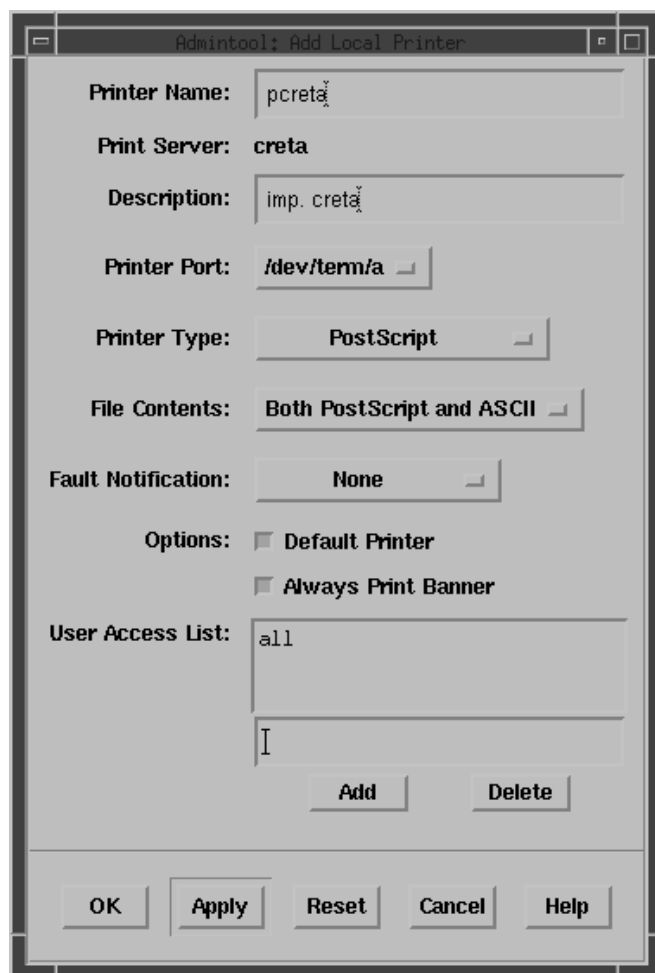 Admintool: Add Local Printer
Printer Name: pcreta
Print Server: creta
Description: imp. creta
Printer Port: /dev/term/a
Printer Type: PostScript
File Contents: Both PostScript and ASCII
Fault Notification: None
Options: Default Printer
Always Print Banner
User Access List: all
Add Delete
OK Apply Reset Cancel Help